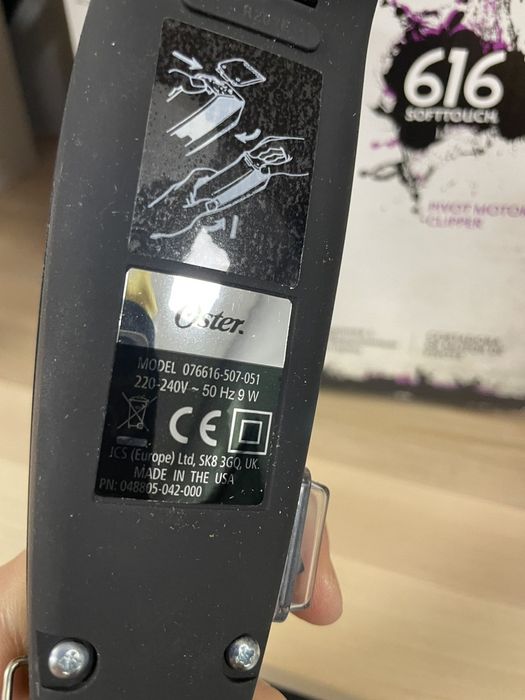 616
SOFTTOUCH
PIVOT MOTOR
CLIPPER
Oster.
MODEL 076616-507-051
220-240V ~ 50 Hz 9 W
CE
JCS (Europe) Ltd, SK8 3GQ, UK.
MADE IN THE USA
PN: 048805-042-000